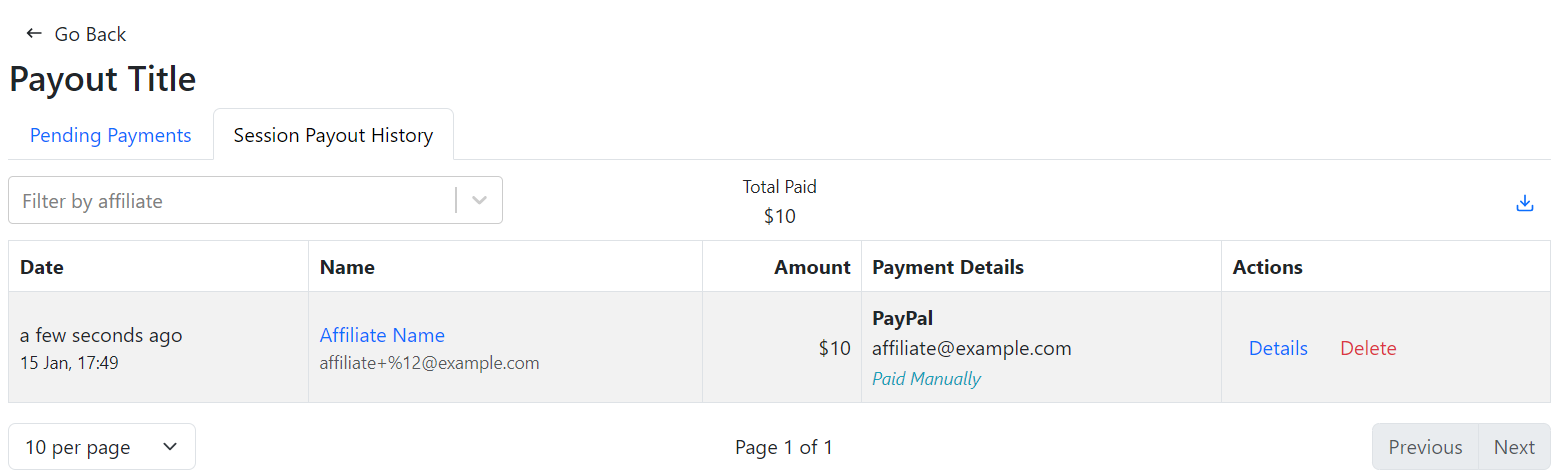 Go Back
Payout Title
Pending Payments Session Payout History
Filter by affiliate
Total Paid
$10
Date Name Amount Payment Details Actions
a few seconds ago
15 Jan, 17:49
Affiliate Name
affiliate+%12@example.com
$10
PayPal
affiliate@example.com
Paid Manually
Details Delete
10 per page Page 1 of 1 Previous Next